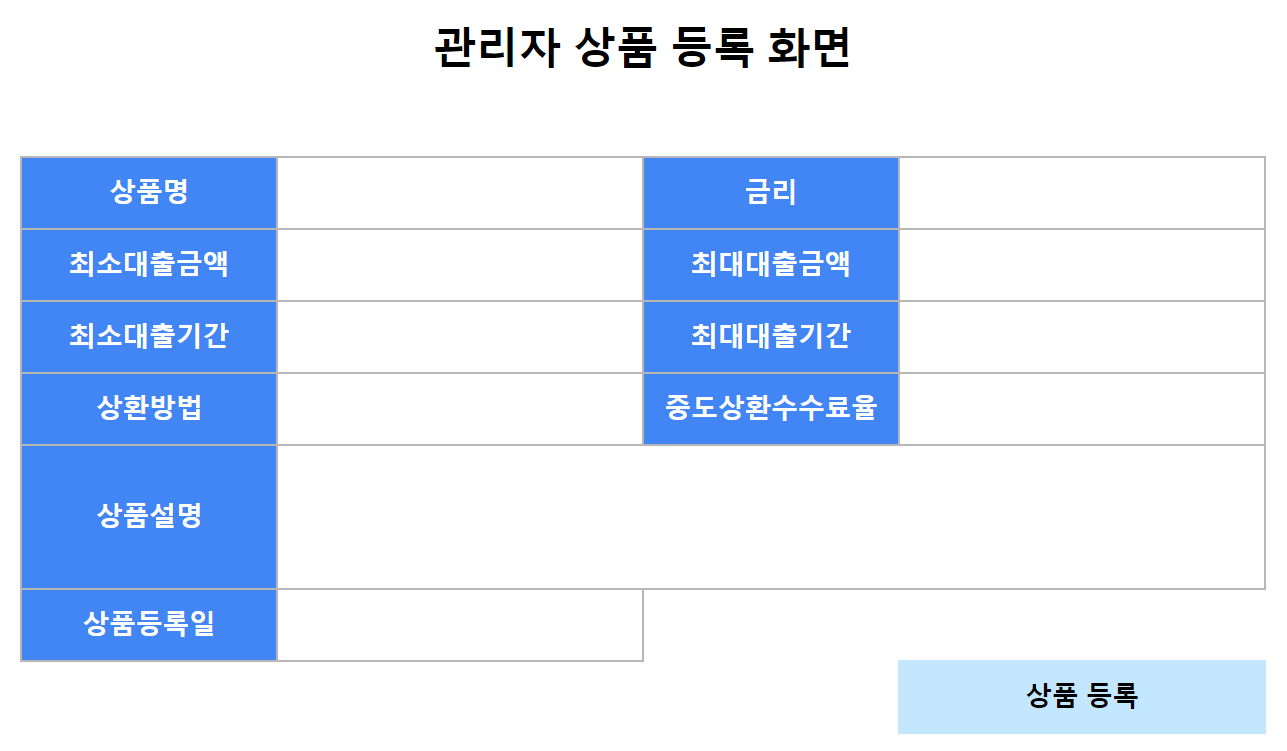 관리자 상품 등록 화면
상품명 금리
최소대출금액 최대대출금액
최소대출기간 최대대출기간
상환방법 중도상환수수료율
상품설명
상품등록일
상품 등록